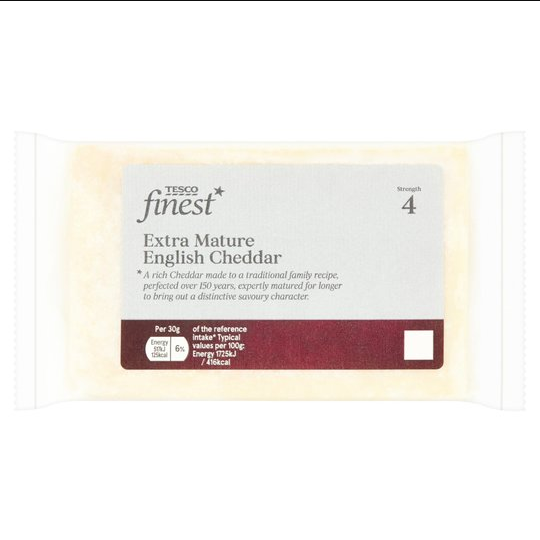 TESCO
finest*
Strength
4
Extra Mature
English Cheddar
* A rich Cheddar made to a traditional family recipe,
perfected over 150 years, expertly matured for longer
to bring out a distinctive savoury character.
Per 30g
Energy
517kJ
125kcal
6%
of the reference
intake* Typical
values per 100g:
Energy 1725kJ
/ 416kcal